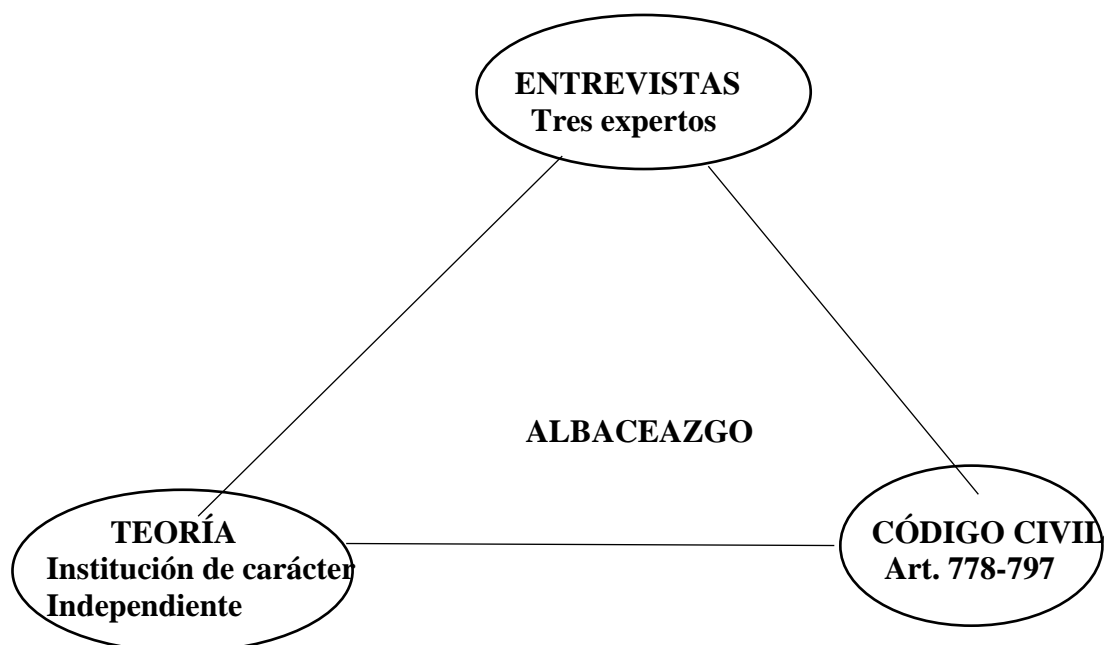 ENTREVISTAS
Tres expertos
ALBACEAZGO
TEORÍA
Institución de carácter
Independiente
CÓDIGO CIVIL
Art. 778-797